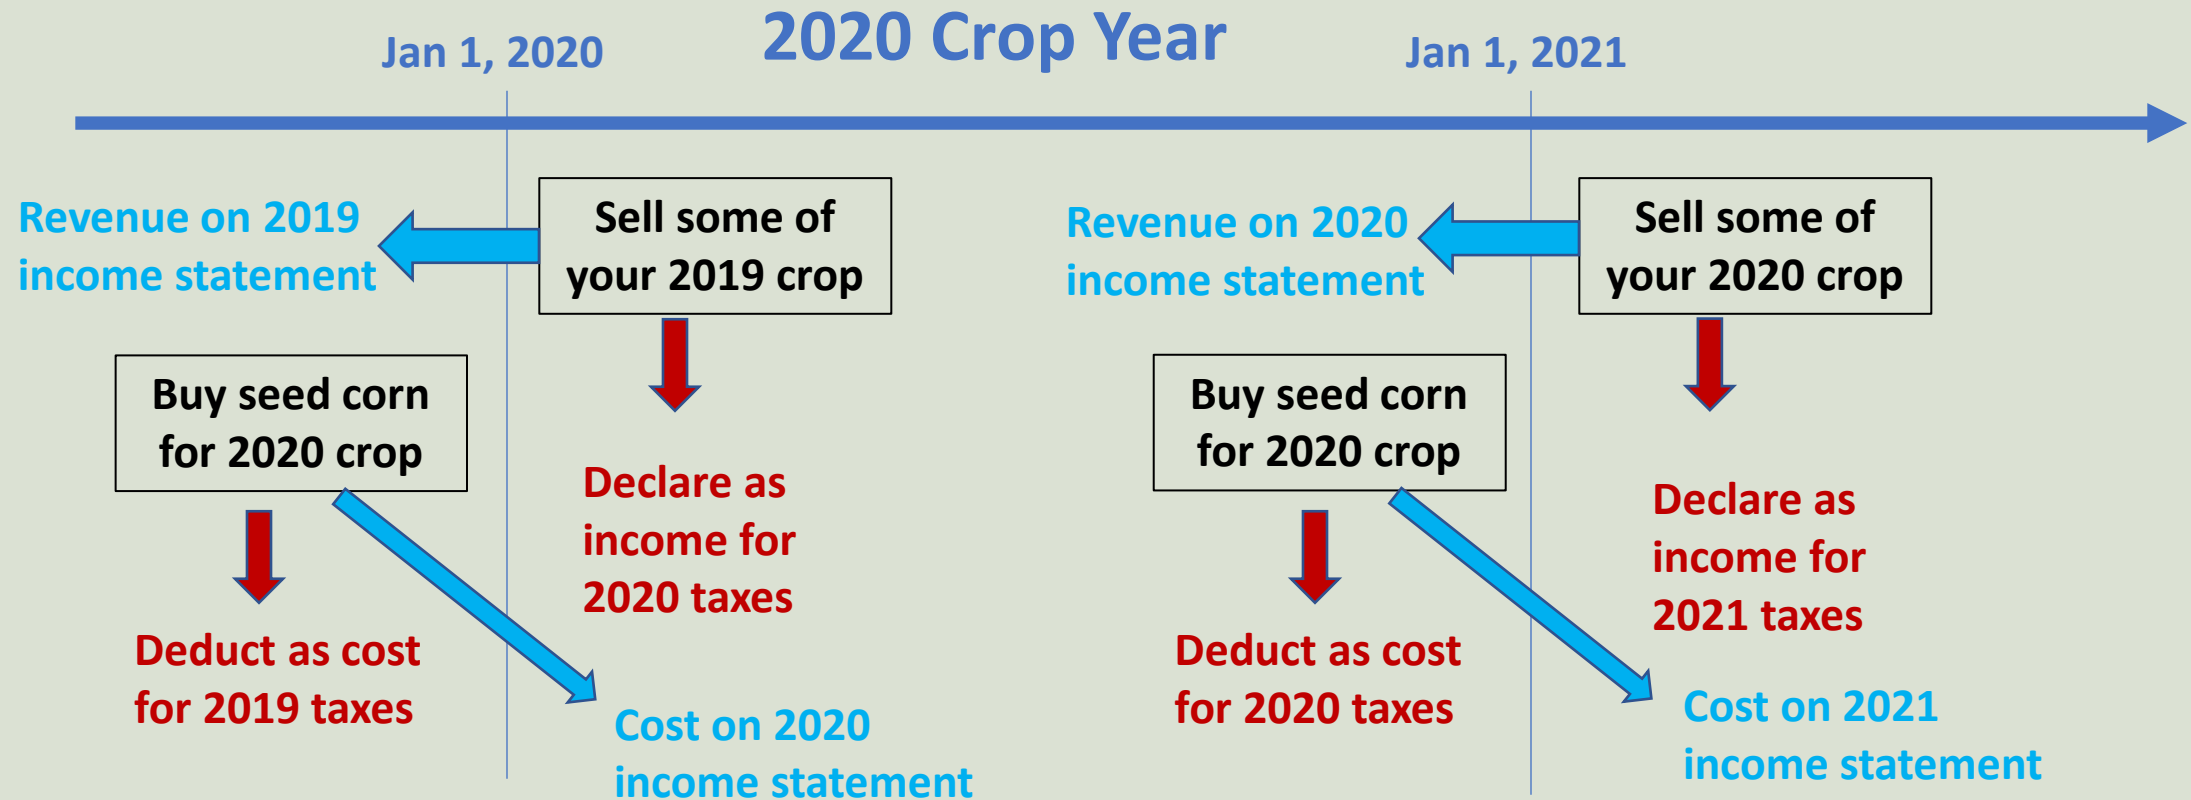 2020 Crop Year
Jan 1, 2020
Jan 1, 2021
Revenue on 2019
income statement
Sell some of
your 2019 crop
Buy seed corn
for 2020 crop
Declare as
income for
2020 taxes
Deduct as cost
for 2019 taxes
Cost on 2020
income statement
Revenue on 2020
income statement
Sell some of
your 2020 crop
Buy seed corn
for 2020 crop
Declare as
income for
2021 taxes
Deduct as cost
for 2020 taxes
Cost on 2021
income statement